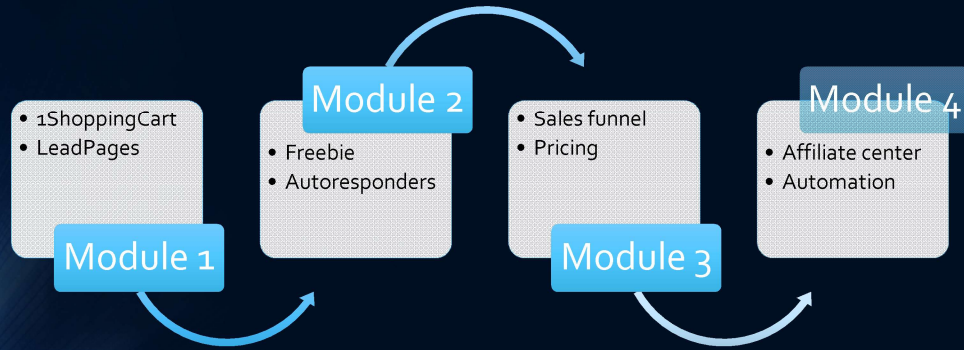 • 1ShoppingCart
• LeadPages
Module 1
Module 2
• Freebie
• Autoresponders
• Sales funnel
• Pricing
Module 3
Module 4
• Affiliate center
• Automation